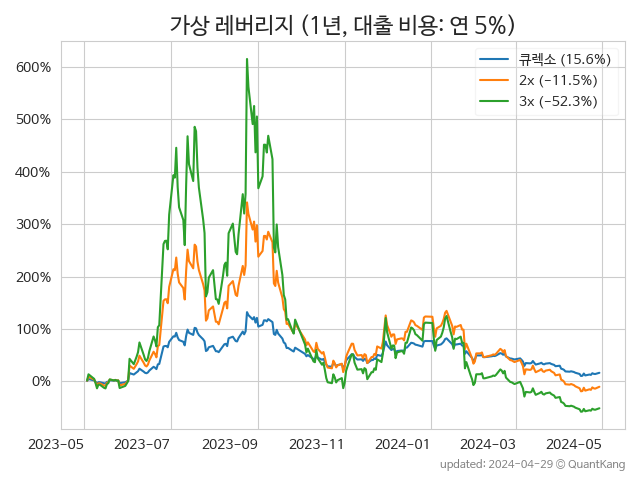 가상 레버리지 (1년, 대출 비용: 연 5%)
큐렉소 (15.6%)
2x (−11.5%)
3x (−52.3%)
600%
500%
400%
300%
200%
100%
0%
2023-05
2023-07
2023-09
2023-11
2024-01
2024-03
2024-05
updated: 2024-04-29 © QuantKang